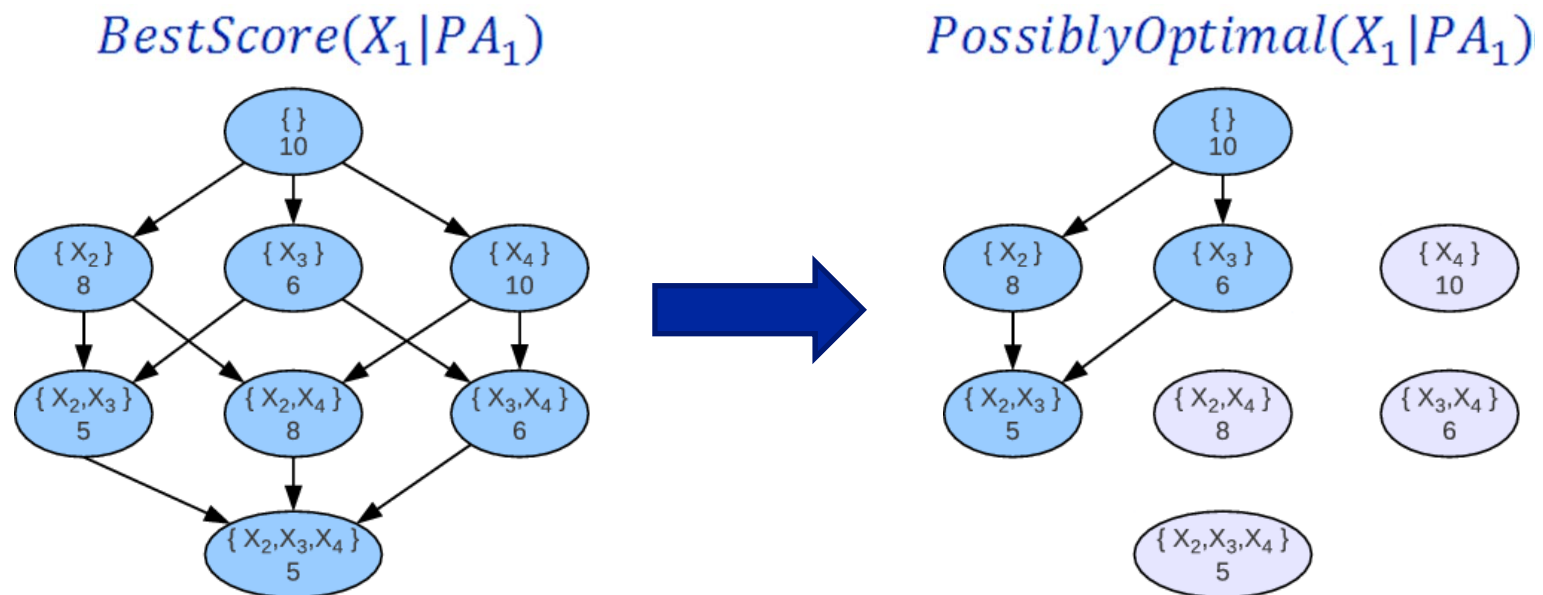 BestScore(X₁|PA₁)
{ }
10
{ X₂ }
8
{ X₃ }
6
{ X₄ }
10
{ X₂,X₃ }
5
{ X₂,X₄ }
8
{ X₃,X₄ }
6
{ X₂,X₃,X₄ }
5
PossiblyOptimal(X₁|PA₁)
{ }
10
{ X₂ }
8
{ X₃ }
6
{ X₄ }
10
{ X₂,X₃ }
5
{ X₂,X₄ }
8
{ X₃,X₄ }
6
{ X₂,X₃,X₄ }
5